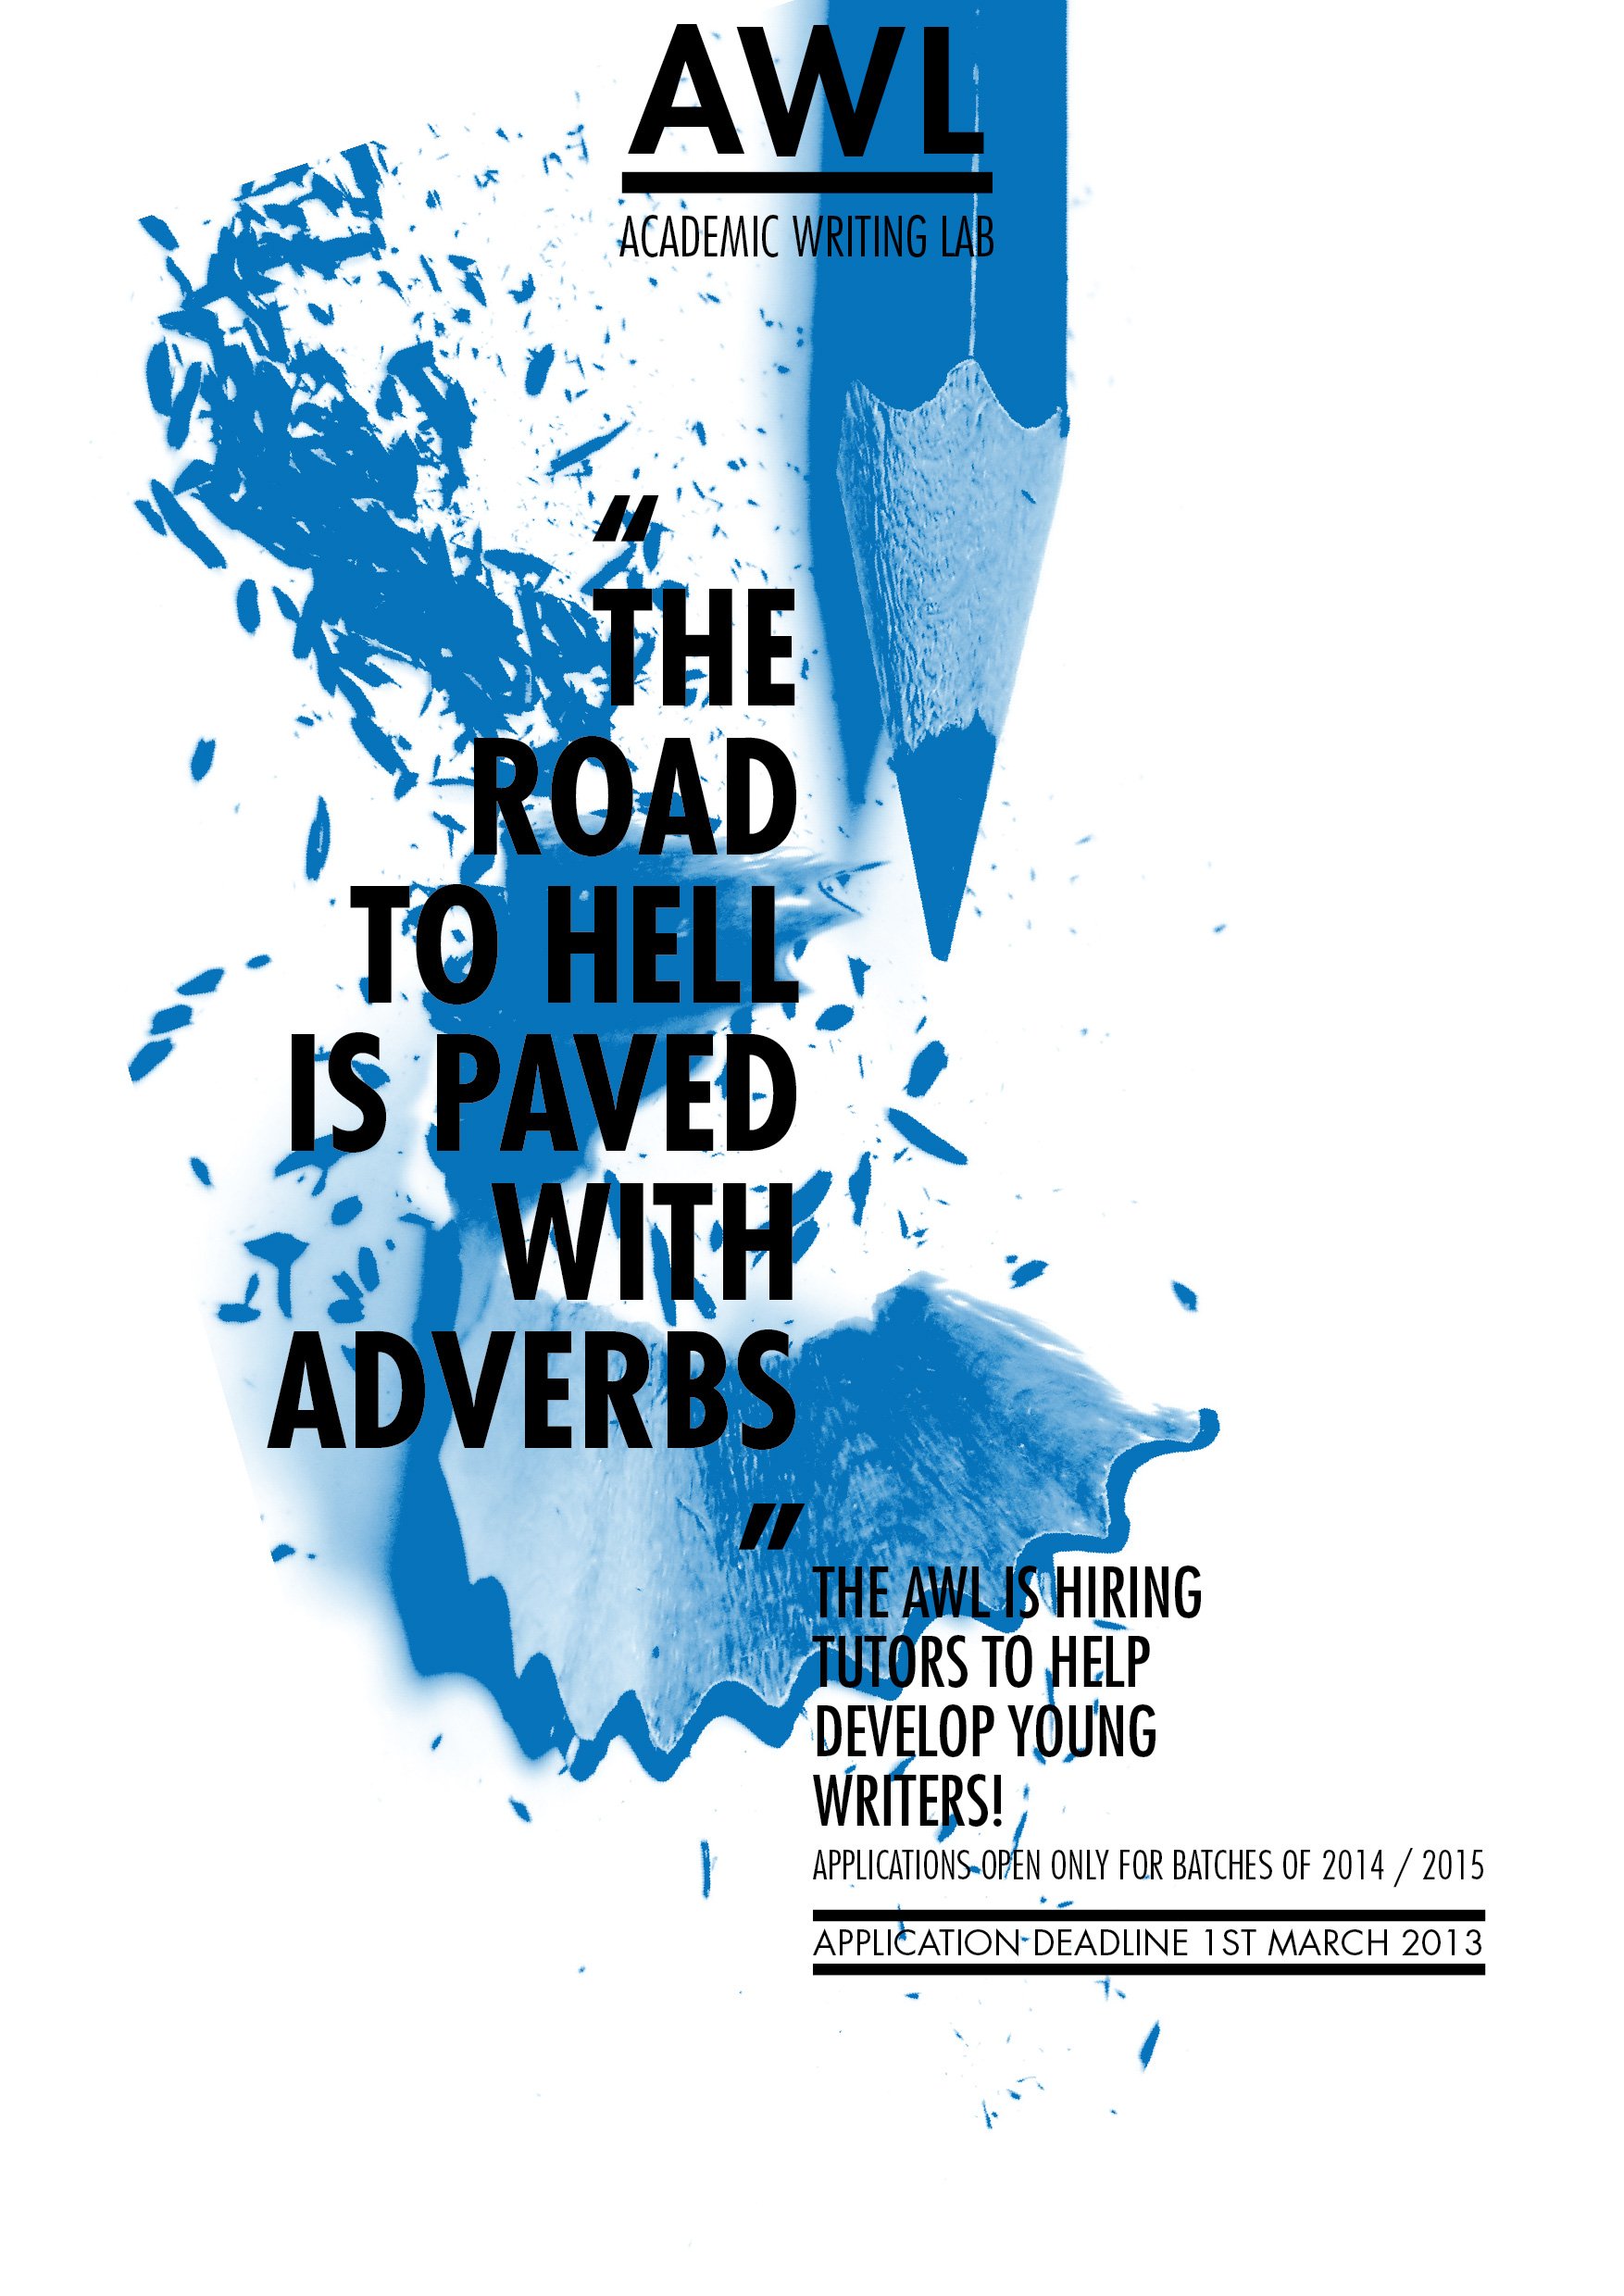 AWL
ACADEMIC WRITING LAB
“
THE
ROAD
TO HELL
IS PAVED
WITH
ADVERBS
”
THE AWL IS HIRING
TUTORS TO HELP
DEVELOP YOUNG
WRITERS!
APPLICATIONS OPEN ONLY FOR BATCHES OF 2014 / 2015
APPLICATION DEADLINE 1ST MARCH 2013